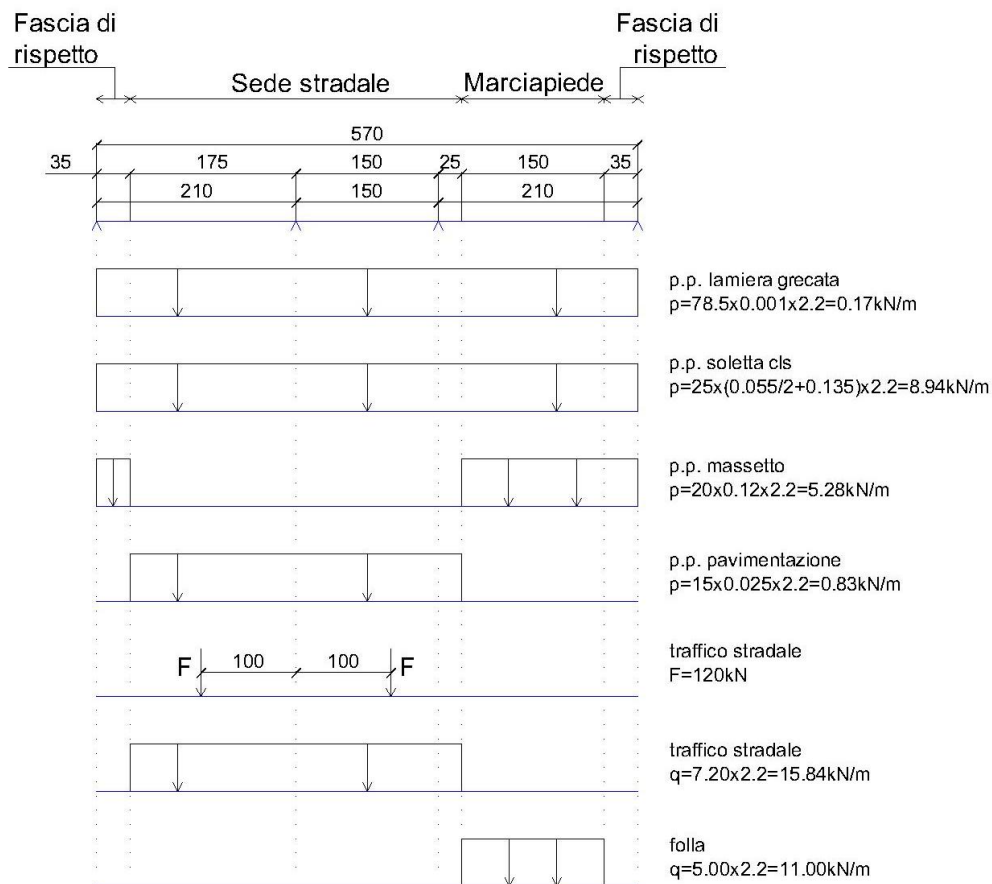 Fascia di
rispetto
Fascia di
rispetto
Sede stradale
Marciapiede
570
35 175 150 25 150 35
210 150 210
p.p. lamiera grecata
p=78.5x0.001x2.2=0.17kN/m
p.p. soletta cls
p=25x(0.055/2+0.135)x2.2=8.94kN/m
p.p. massetto
p=20x0.12x2.2=5.28kN/m
p.p. pavimentazione
p=15x0.025x2.2=0.83kN/m
F 100 100 F
traffico stradale
F=120kN
traffico stradale
q=7.20x2.2=15.84kN/m
folla
q=5.00x2.2=11.00kN/m